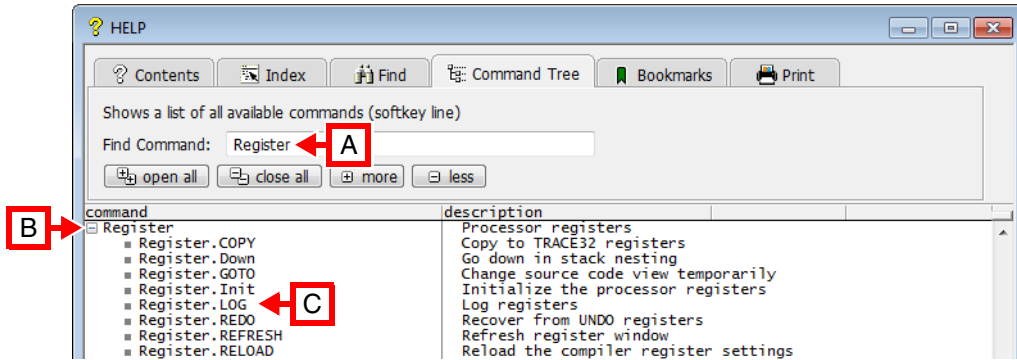 HELP
Contents Index Find Command Tree Bookmarks Print
Shows a list of all available commands (softkey line)
Find Command: Register A
open all close all more less
command description
B Register Processor registers
Register.COPY Copy to TRACE32 registers
Register.Down Go down in stack nesting
Register.GOTO Change source code view temporarily
Register.Init Initialize the processor registers
Register.LOG C Log registers
Register.REDO Recover from UNDO registers
Register.REFRESH Refresh register window
Register.RELOAD Reload the compiler register settings